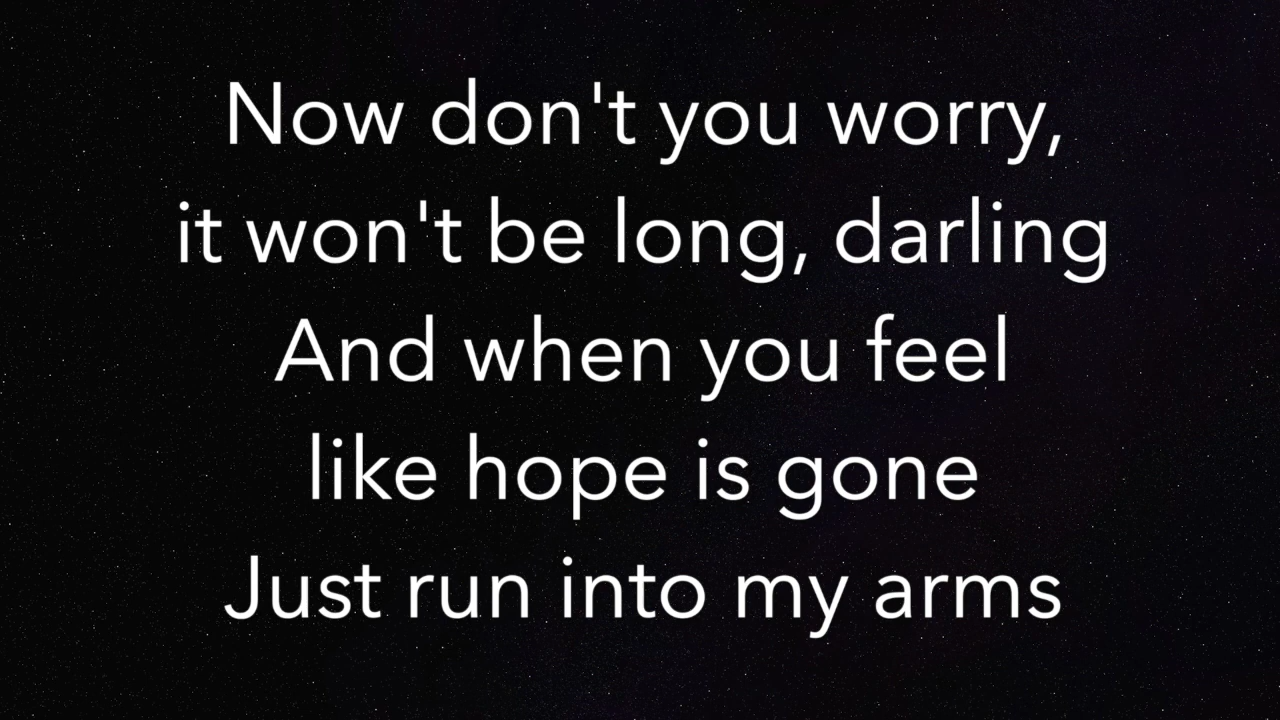 Now don't you worry,
it won't be long, darling
And when you feel
like hope is gone
Just run into my arms